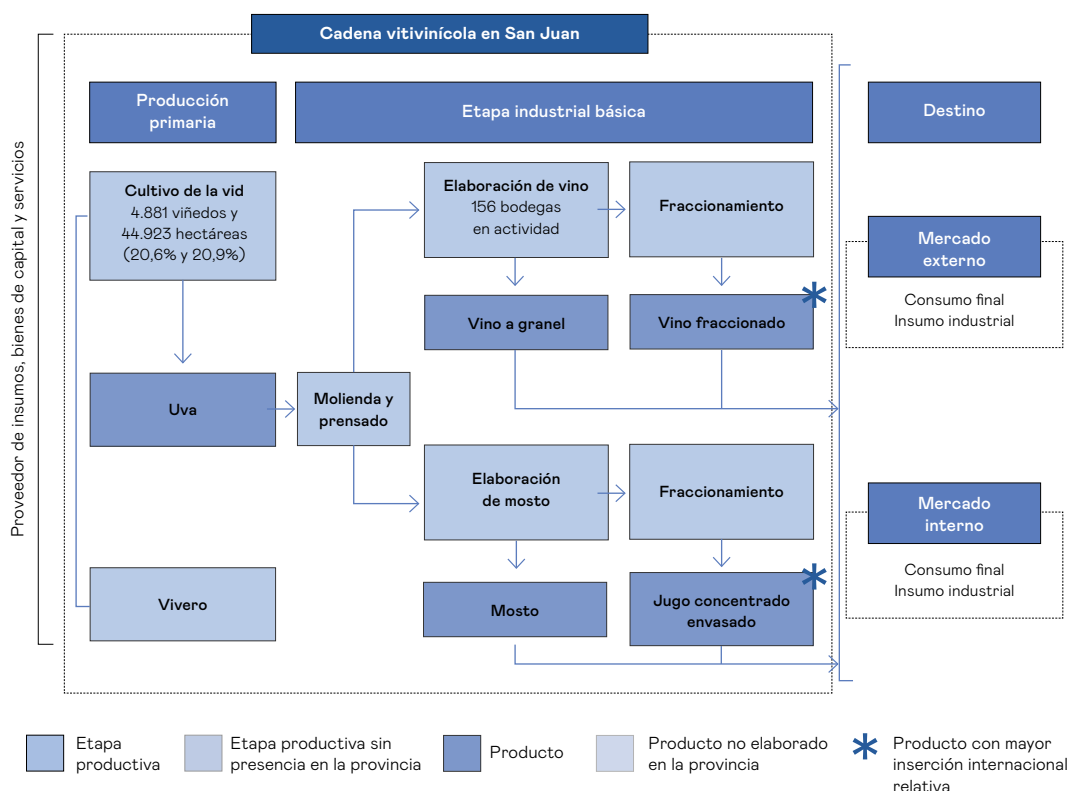 Cadena vitivinícola en San Juan
Proveedor de insumos, bienes de capital y servicios
Producción
primaria
Etapa industrial básica
Destino
Cultivo de la vid
4.881 viñedos y
44.923 hectáreas
(20,6% y 20,9%)
Elaboración de vino
156 bodegas
en actividad
Fraccionamiento
Mercado
externo
Consumo final
Insumo industrial
Vino a granel
Vino fraccionado
Uva
Molienda y
prensado
Elaboración
de mosto
Fraccionamiento
Mercado
interno
Consumo final
Insumo industrial
Vivero
Mosto
Jugo concentrado
envasado
Etapa
productiva
Etapa productiva sin
presencia en la provincia
Producto
Producto no elaborado
en la provincia
Producto con mayor
inserción internacional
relativa